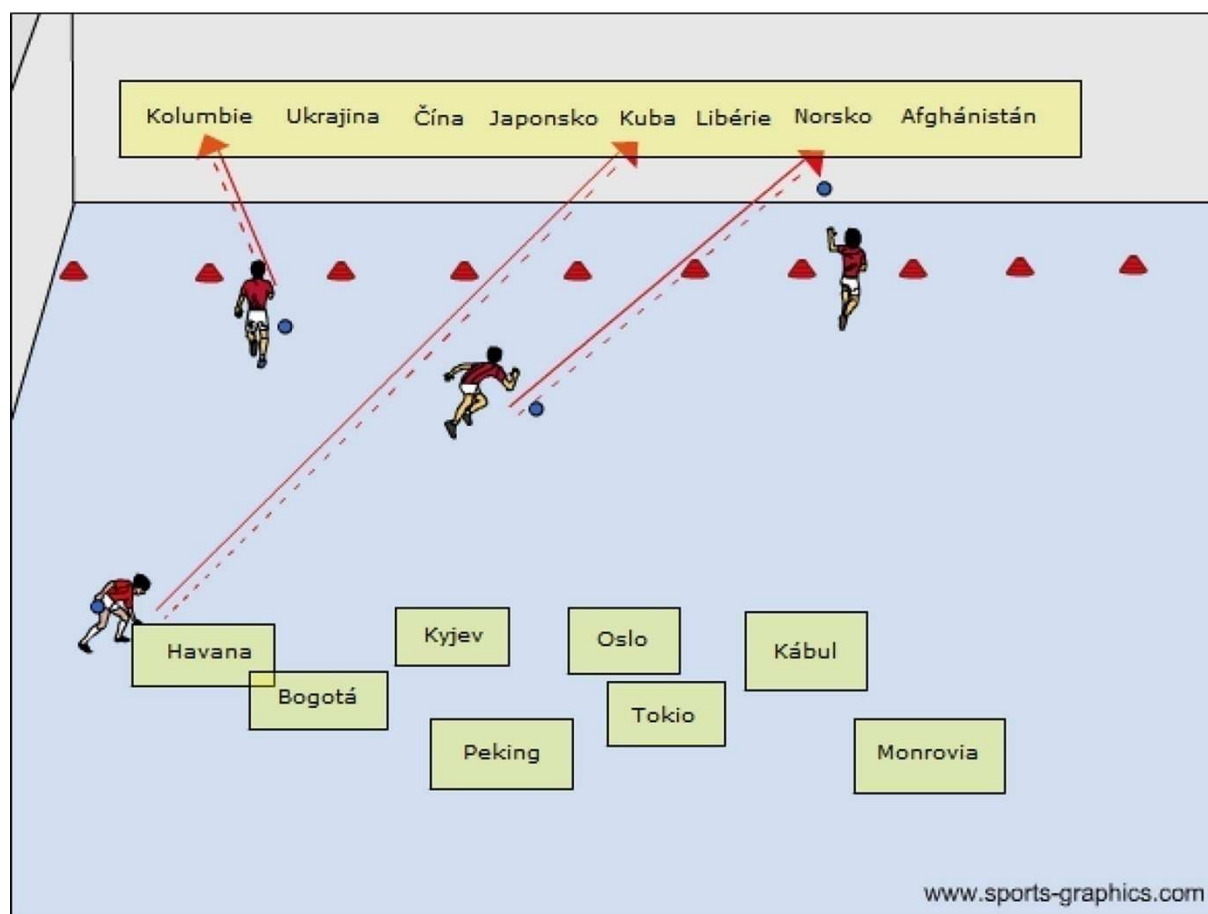 Kolumbie Ukrajina Čína Japonsko Kuba Libérie Norsko Afghánistán
Kyjev
Oslo
Kábul
Havana
Bogotá
Tokio
Peking
Monrovia
www.sports-graphics.com